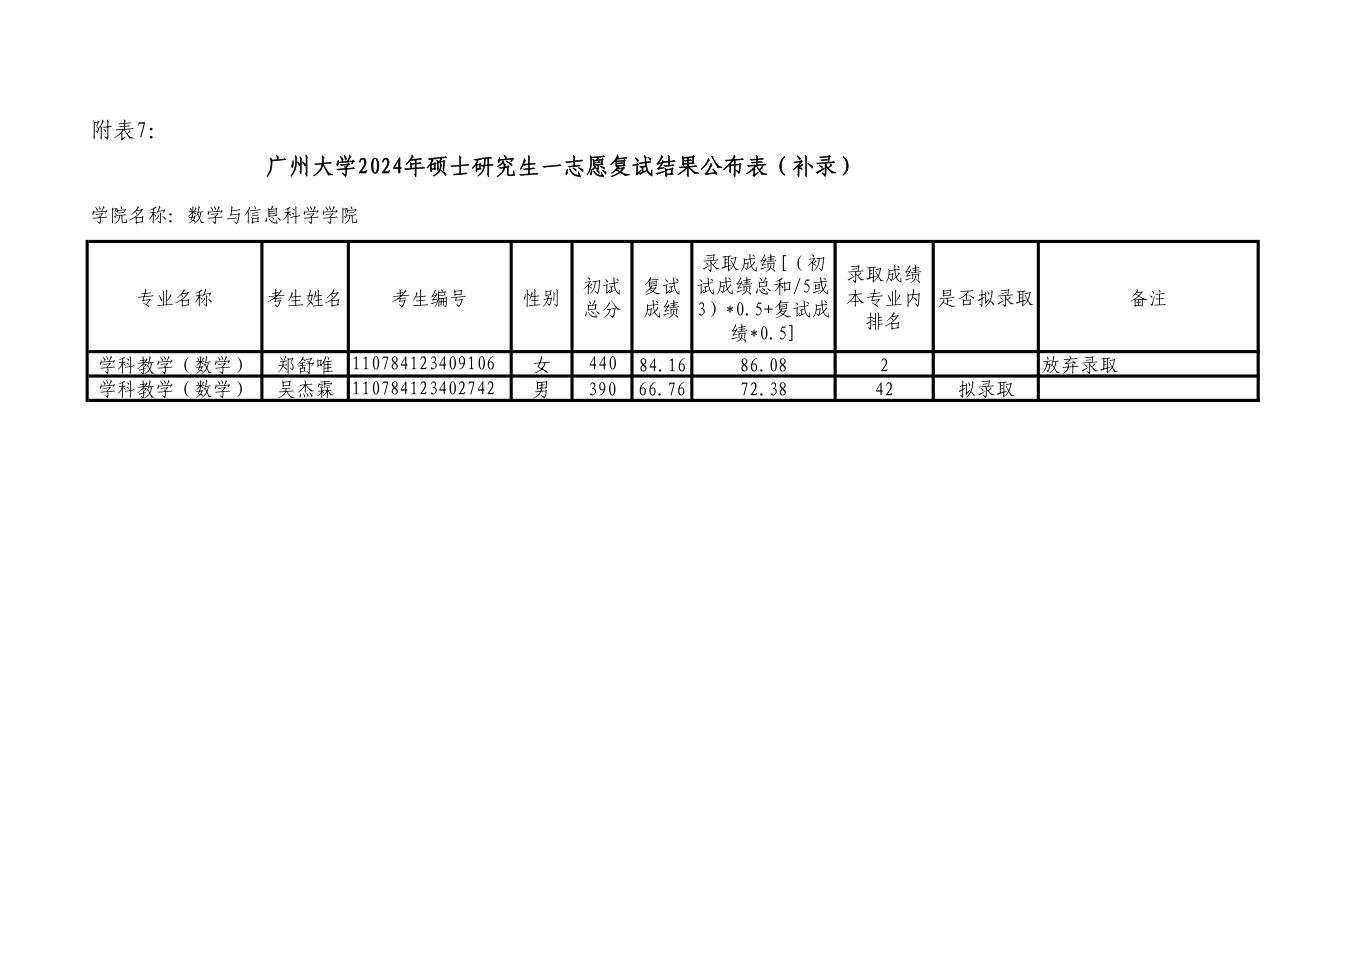 附表7：
广州大学2024年硕士研究生一志愿复试结果公布表（补录）
学院名称：数学与信息科学学院
专业名称 考生姓名 考生编号 性别 初试总分 复试成绩 录取成绩[（初试成绩总和/5或3）*0.5+复试成绩*0.5] 录取成绩本专业内排名 是否拟录取 备注
学科教学（数学） 郑舒唯 110784123409106 女 440 84.16 86.08 2 放弃录取
学科教学（数学） 吴杰霖 110784123402742 男 390 66.76 72.38 42 拟录取